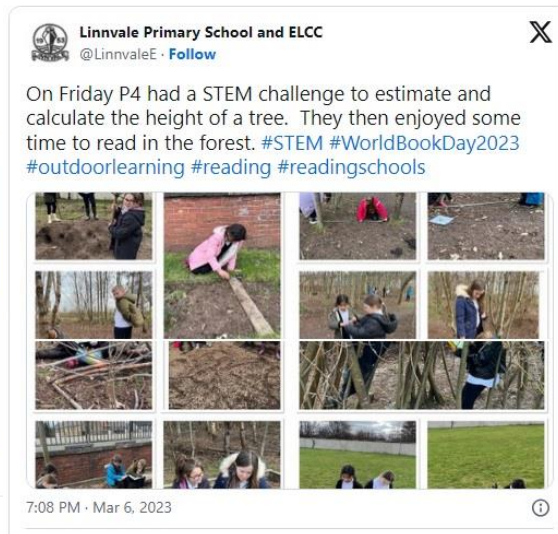 Linnvale Primary School and ELCC
@LinnvaleE · Follow
On Friday P4 had a STEM challenge to estimate and
calculate the height of a tree. They then enjoyed some
time to read in the forest. #STEM #WorldBookDay2023
#outdoorlearning #reading #readingschools
7:08 PM · Mar 6, 2023